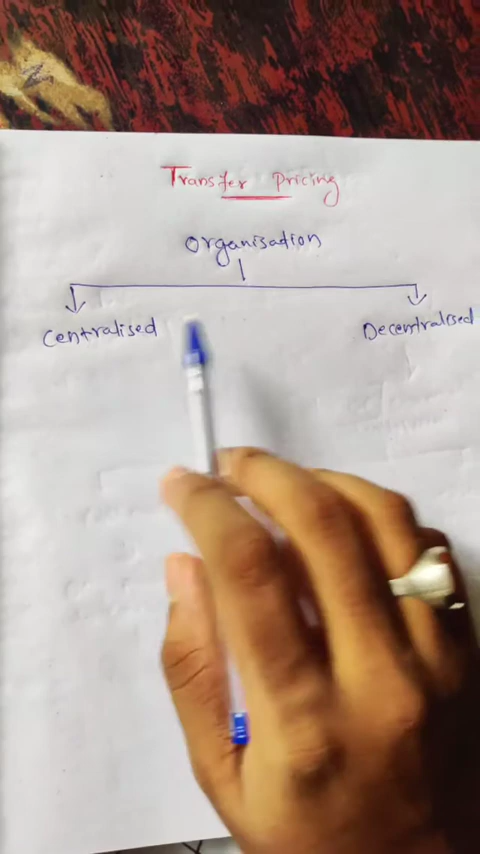 Transfer Pricing
Organisation
Centralised
Decentralised